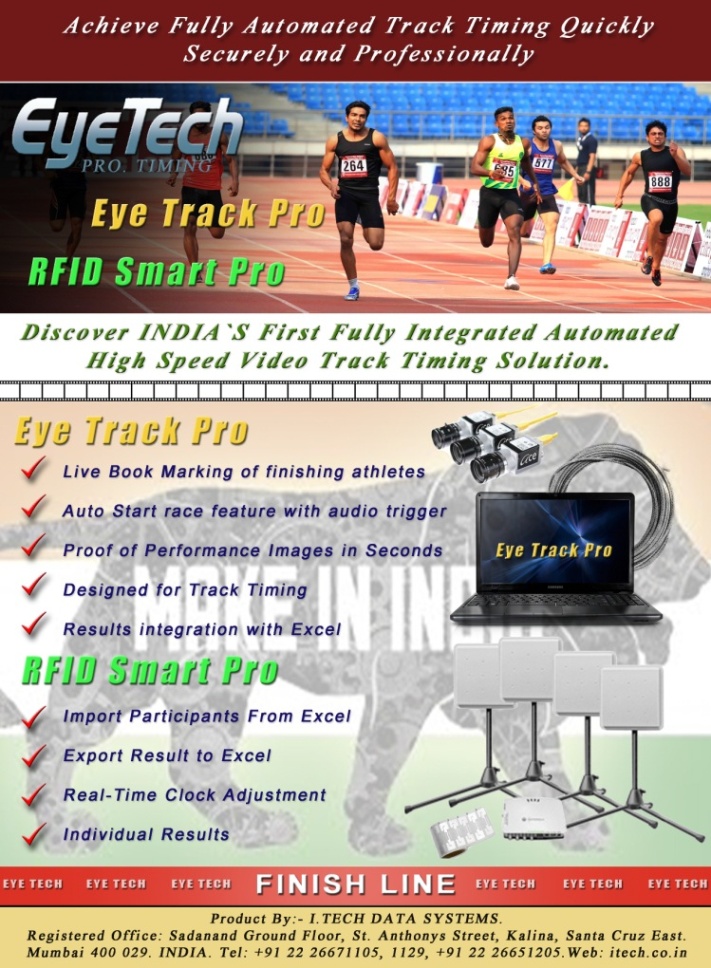 Achieve Fully Automated Track Timing Quickly
Securely and Professionally
EyeTech
PRO. TIMING
Eye Track Pro
RFID Smart Pro
264
877
888
Discover INDIA`S First Fully Integrated Automated
High Speed Video Track Timing Solution.
Eye Track Pro
Live Book Marking of finishing athletes
Auto Start race feature with audio trigger
Proof of Performance Images in Seconds
Eye Track Pro
Designed for Track Timing
MAKE IN INDIA
Results integration with Excel
RFID Smart Pro
Import Participants From Excel
Export Result to Excel
Real-Time Clock Adjustment
Individual Results
EYE TECH EYE TECH EYE TECH FINISH LINE EYE TECH EYE TECH EYE TECH
Product By:- I.TECH DATA SYSTEMS.
Registered Office: Sadanand Ground Floor, St. Anthonys Street, Kalina, Santa Cruz East.
Mumbai 400 029. INDIA. Tel: +91 22 26671105, 1129, +91 22 26651205.Web: itech.co.in